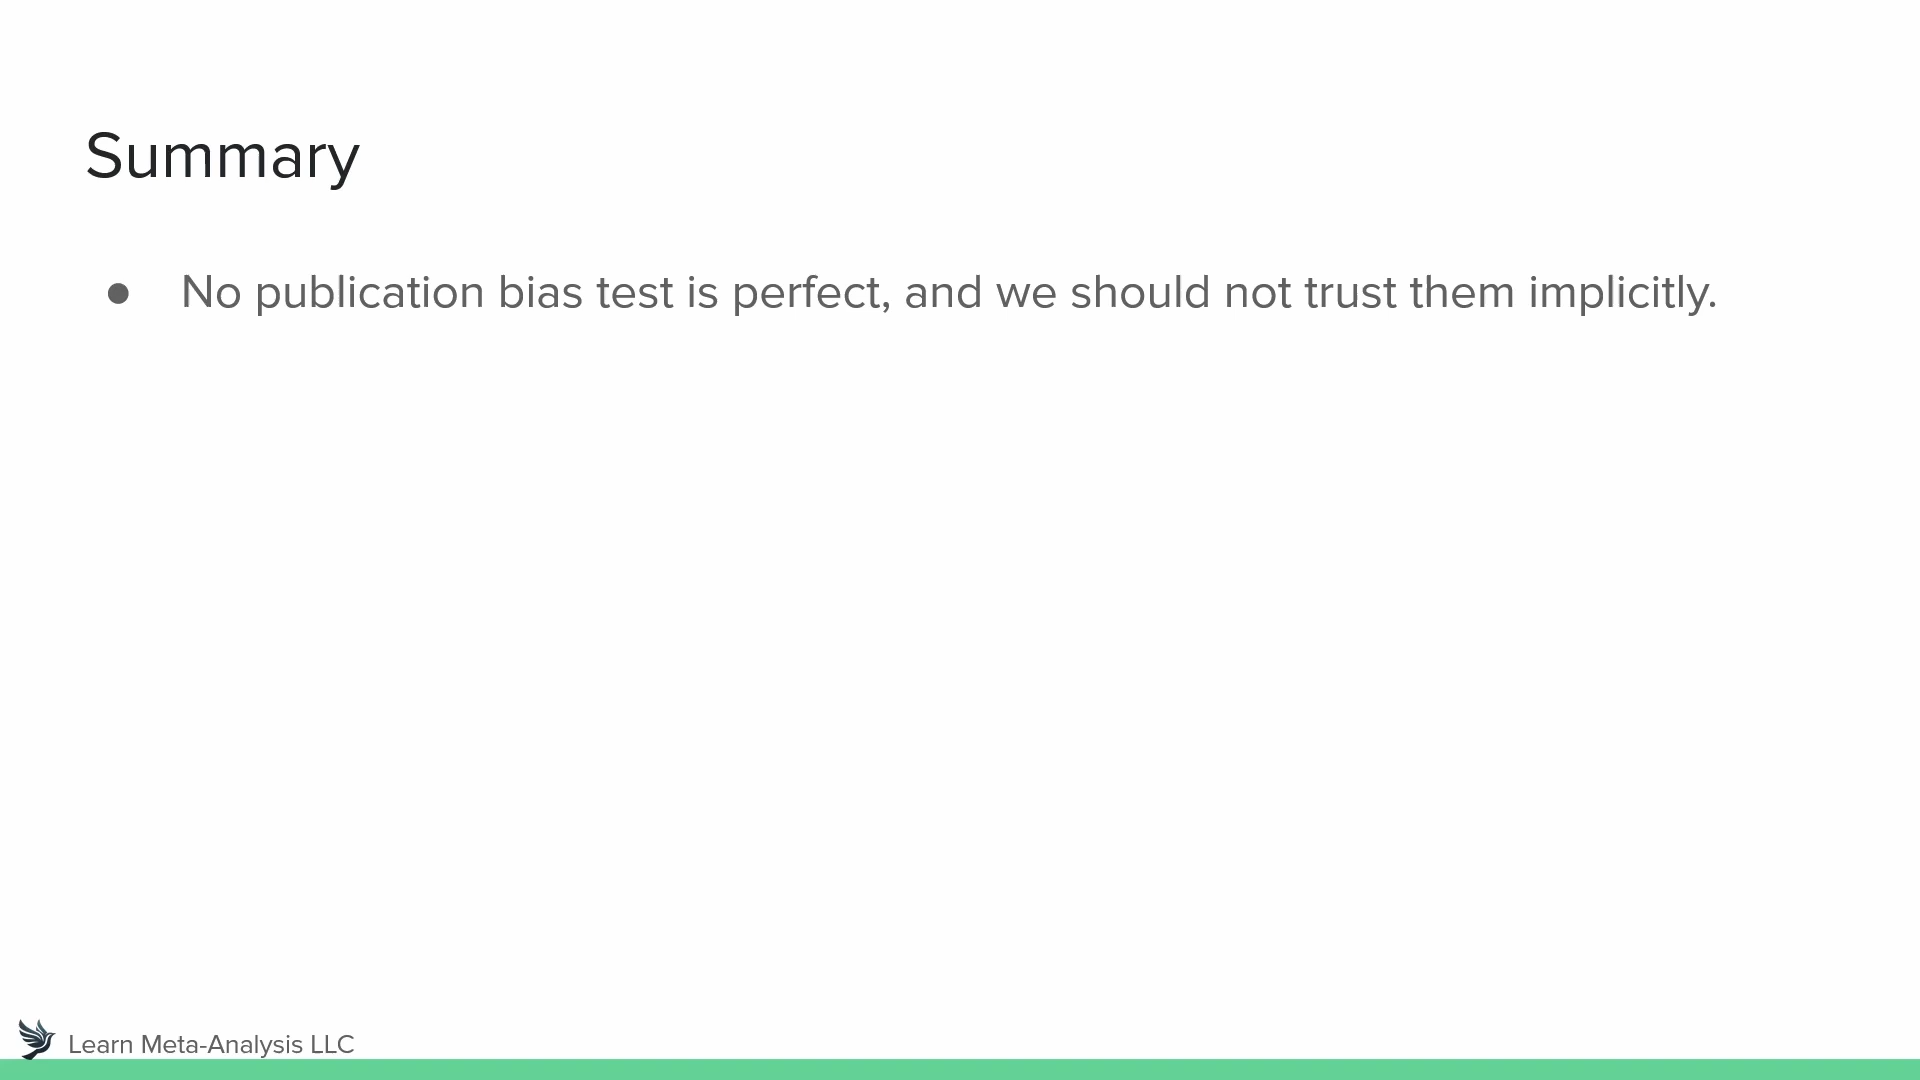 Summary
● No publication bias test is perfect, and we should not trust them implicitly.
Learn Meta-Analysis LLC